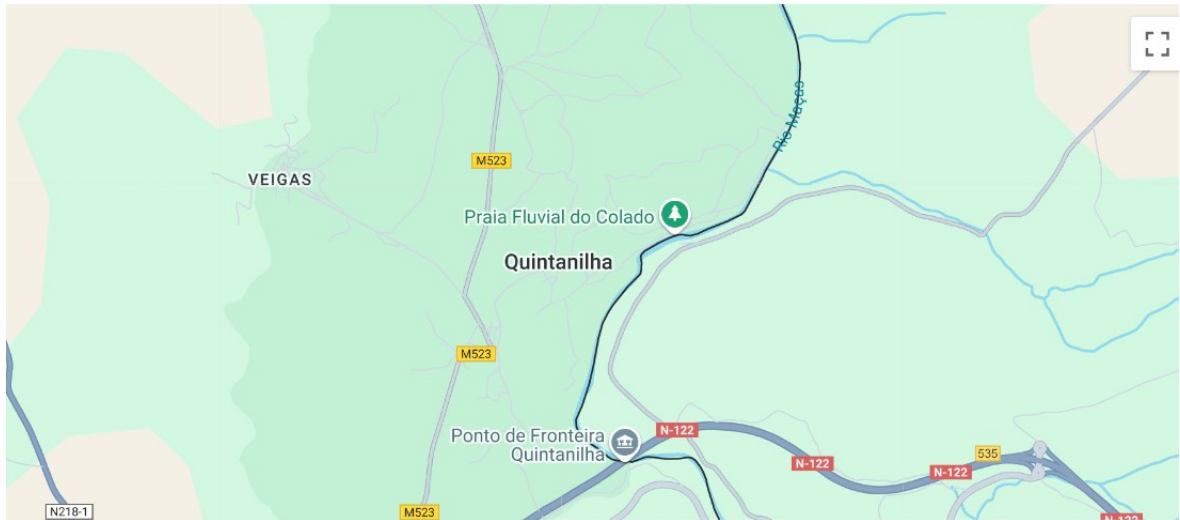 Rio Maçãs
M523
VEIGAS
Praia Fluvial do Colado
Quintanilha
M523
Ponto de Fronteira
Quintanilha
N-122
535
N-122
N-122
N218-1
M523
N-122